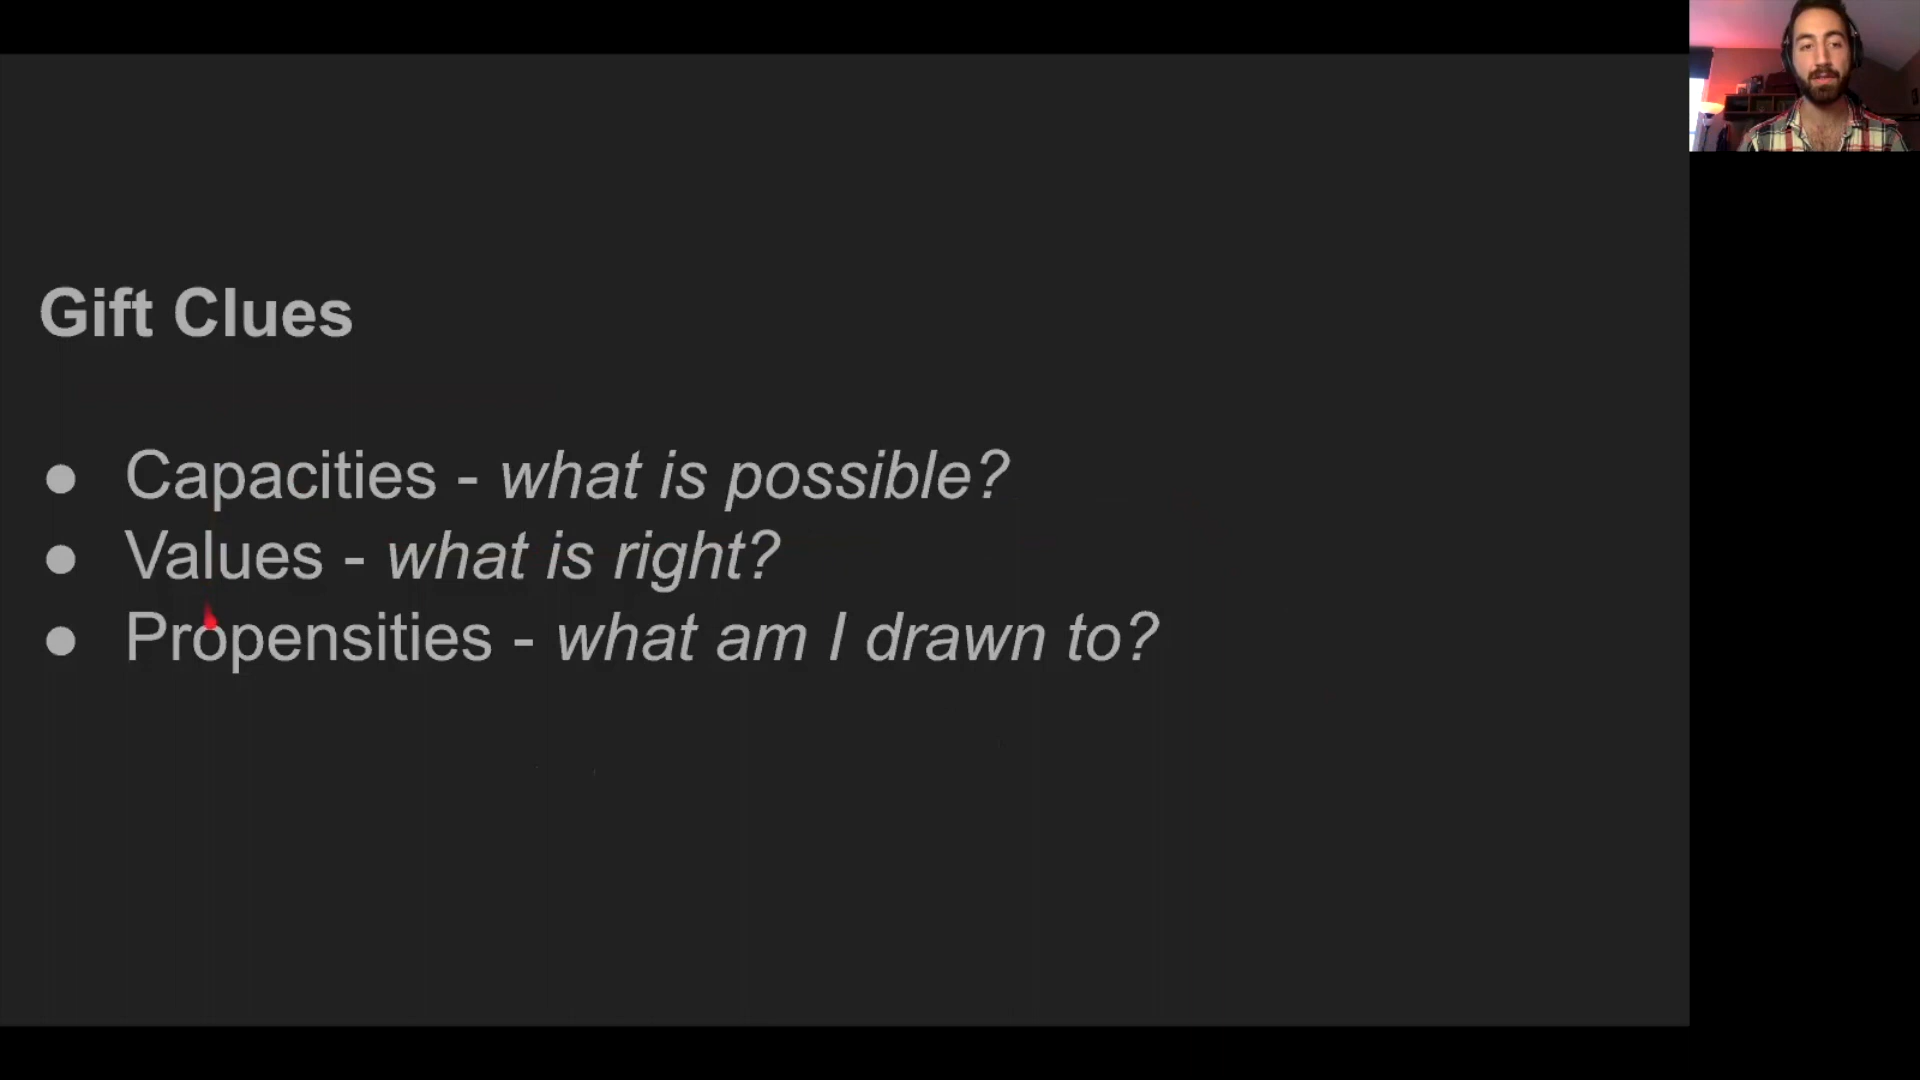 Gift Clues
● Capacities - what is possible?
● Values - what is right?
● Propensities - what am I drawn to?